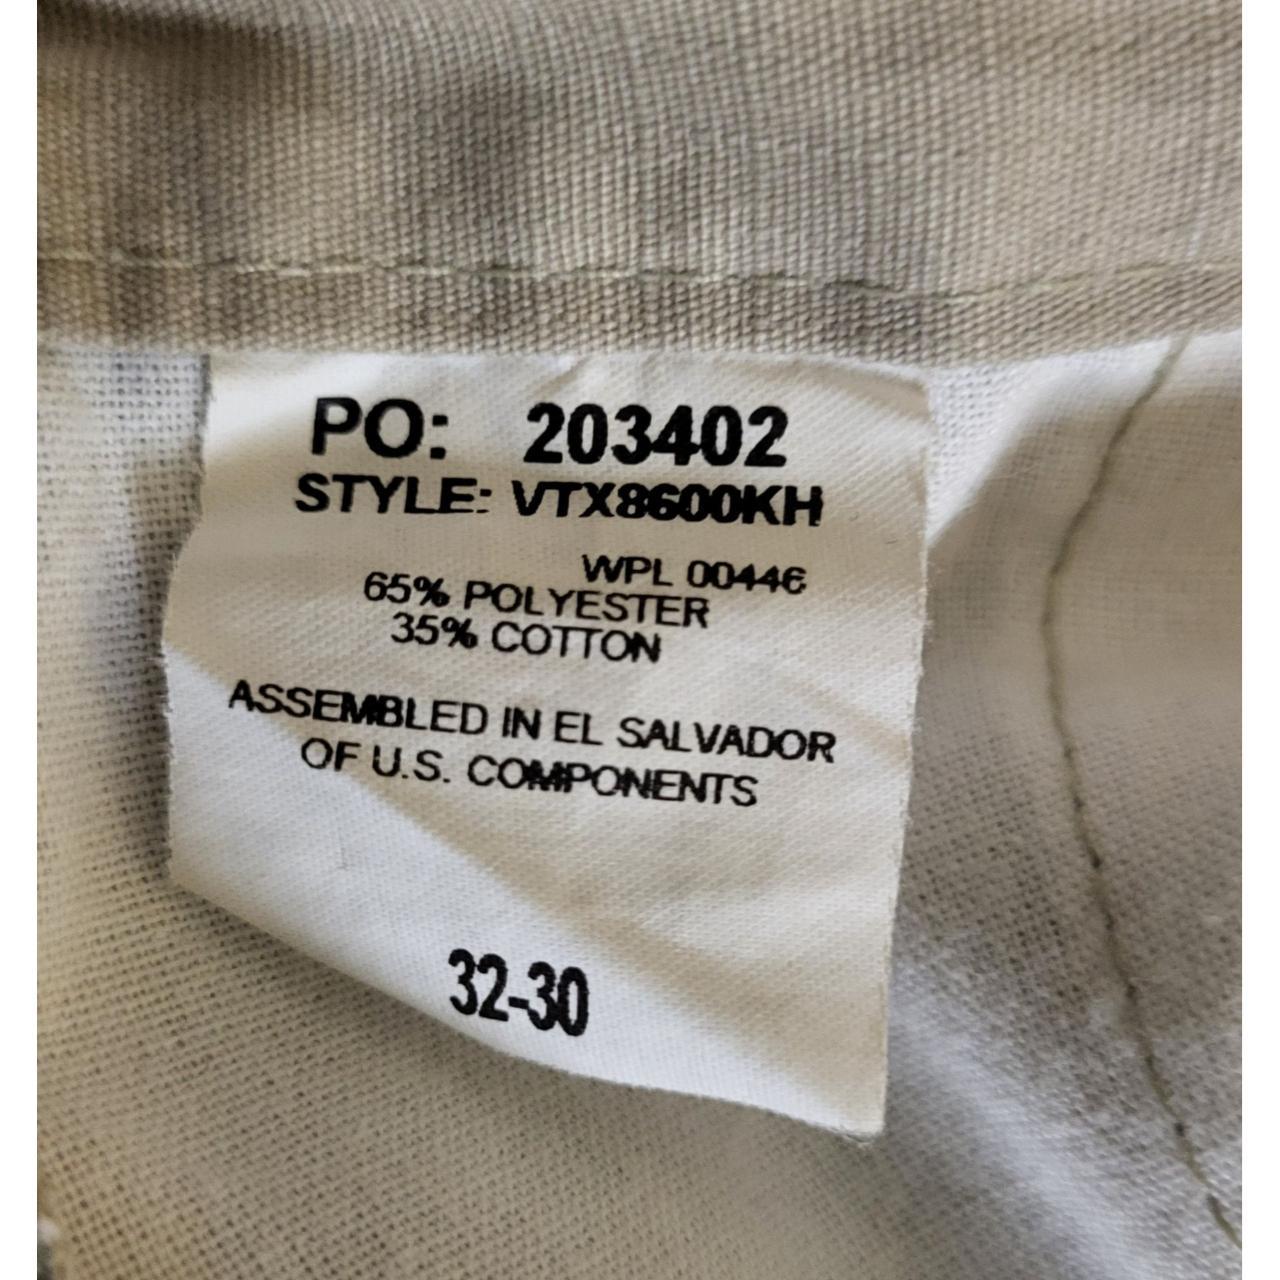 PO: 203402
STYLE: VTX8600KH
WPL 00446
65% POLYESTER
35% COTTON
ASSEMBLED IN EL SALVADOR
OF U.S. COMPONENTS
32-30